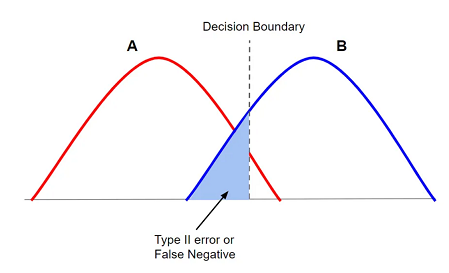 Decision Boundary
A
B
Type II error or
False Negative